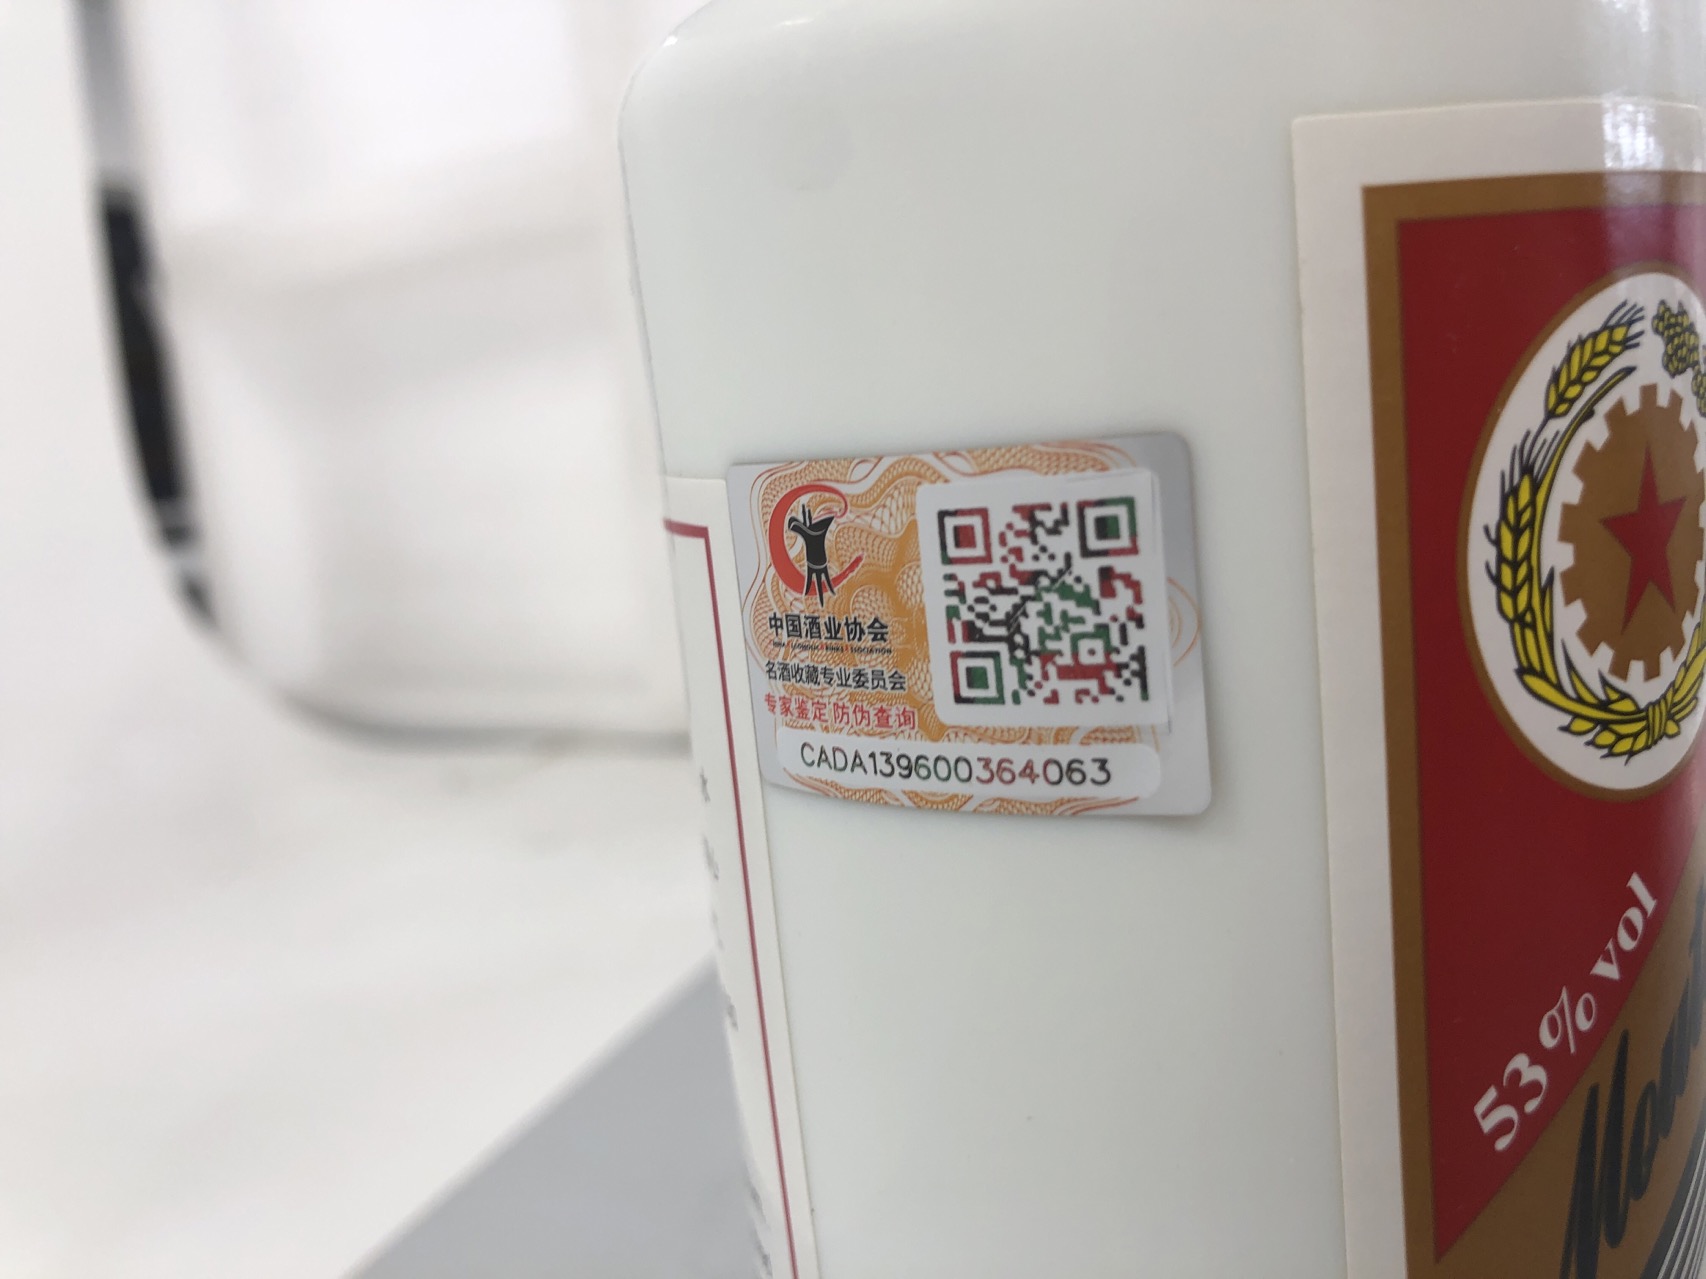 中国酒业协会
名酒收藏专业委员会
专家鉴定 防伪查询
CADA139600364063
53% vol